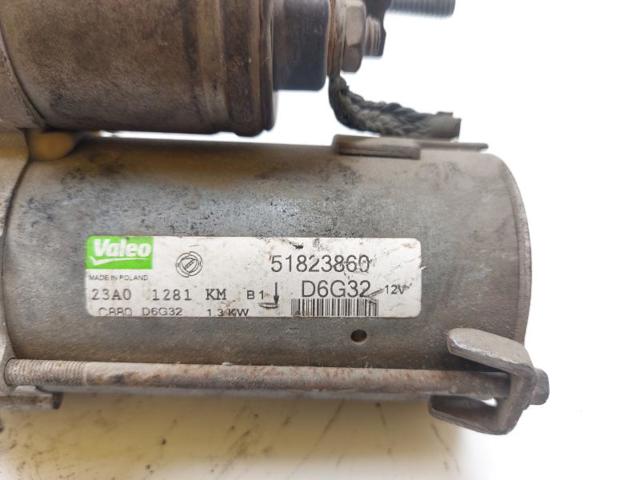 Valeo
51823860
MADE IN POLAND
D6G32 12V
23A0 1281 KM B1
C880 D6G32 1.3 KW